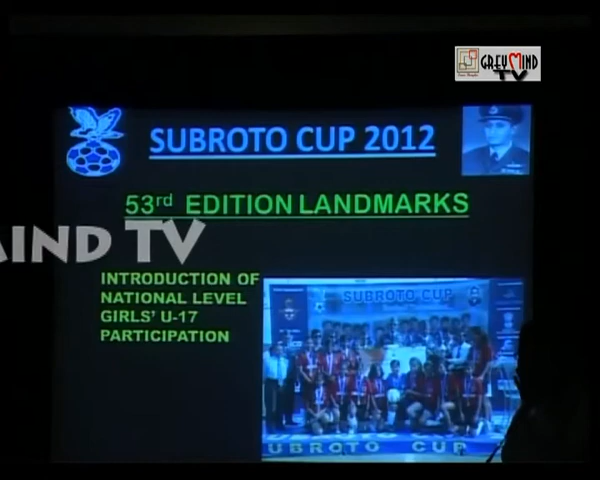 GREYMIND
TV
SUBROTO CUP 2012
53rd EDITION LANDMARKS
MIND TV
INTRODUCTION OF
NATIONAL LEVEL
GIRLS' U-17
PARTICIPATION
SUBROTO CUP
SUBROTO CUP